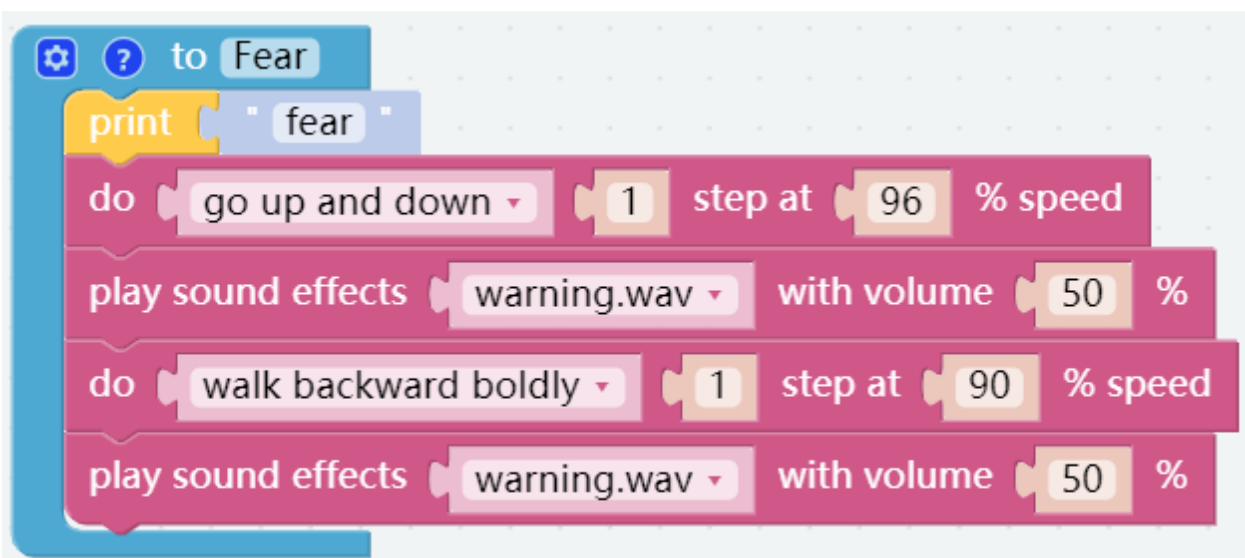 ? to Fear
print " fear "
do go up and down 1 step at 96 % speed
play sound effects warning.wav with volume 50 %
do walk backward boldly 1 step at 90 % speed
play sound effects warning.wav with volume 50 %